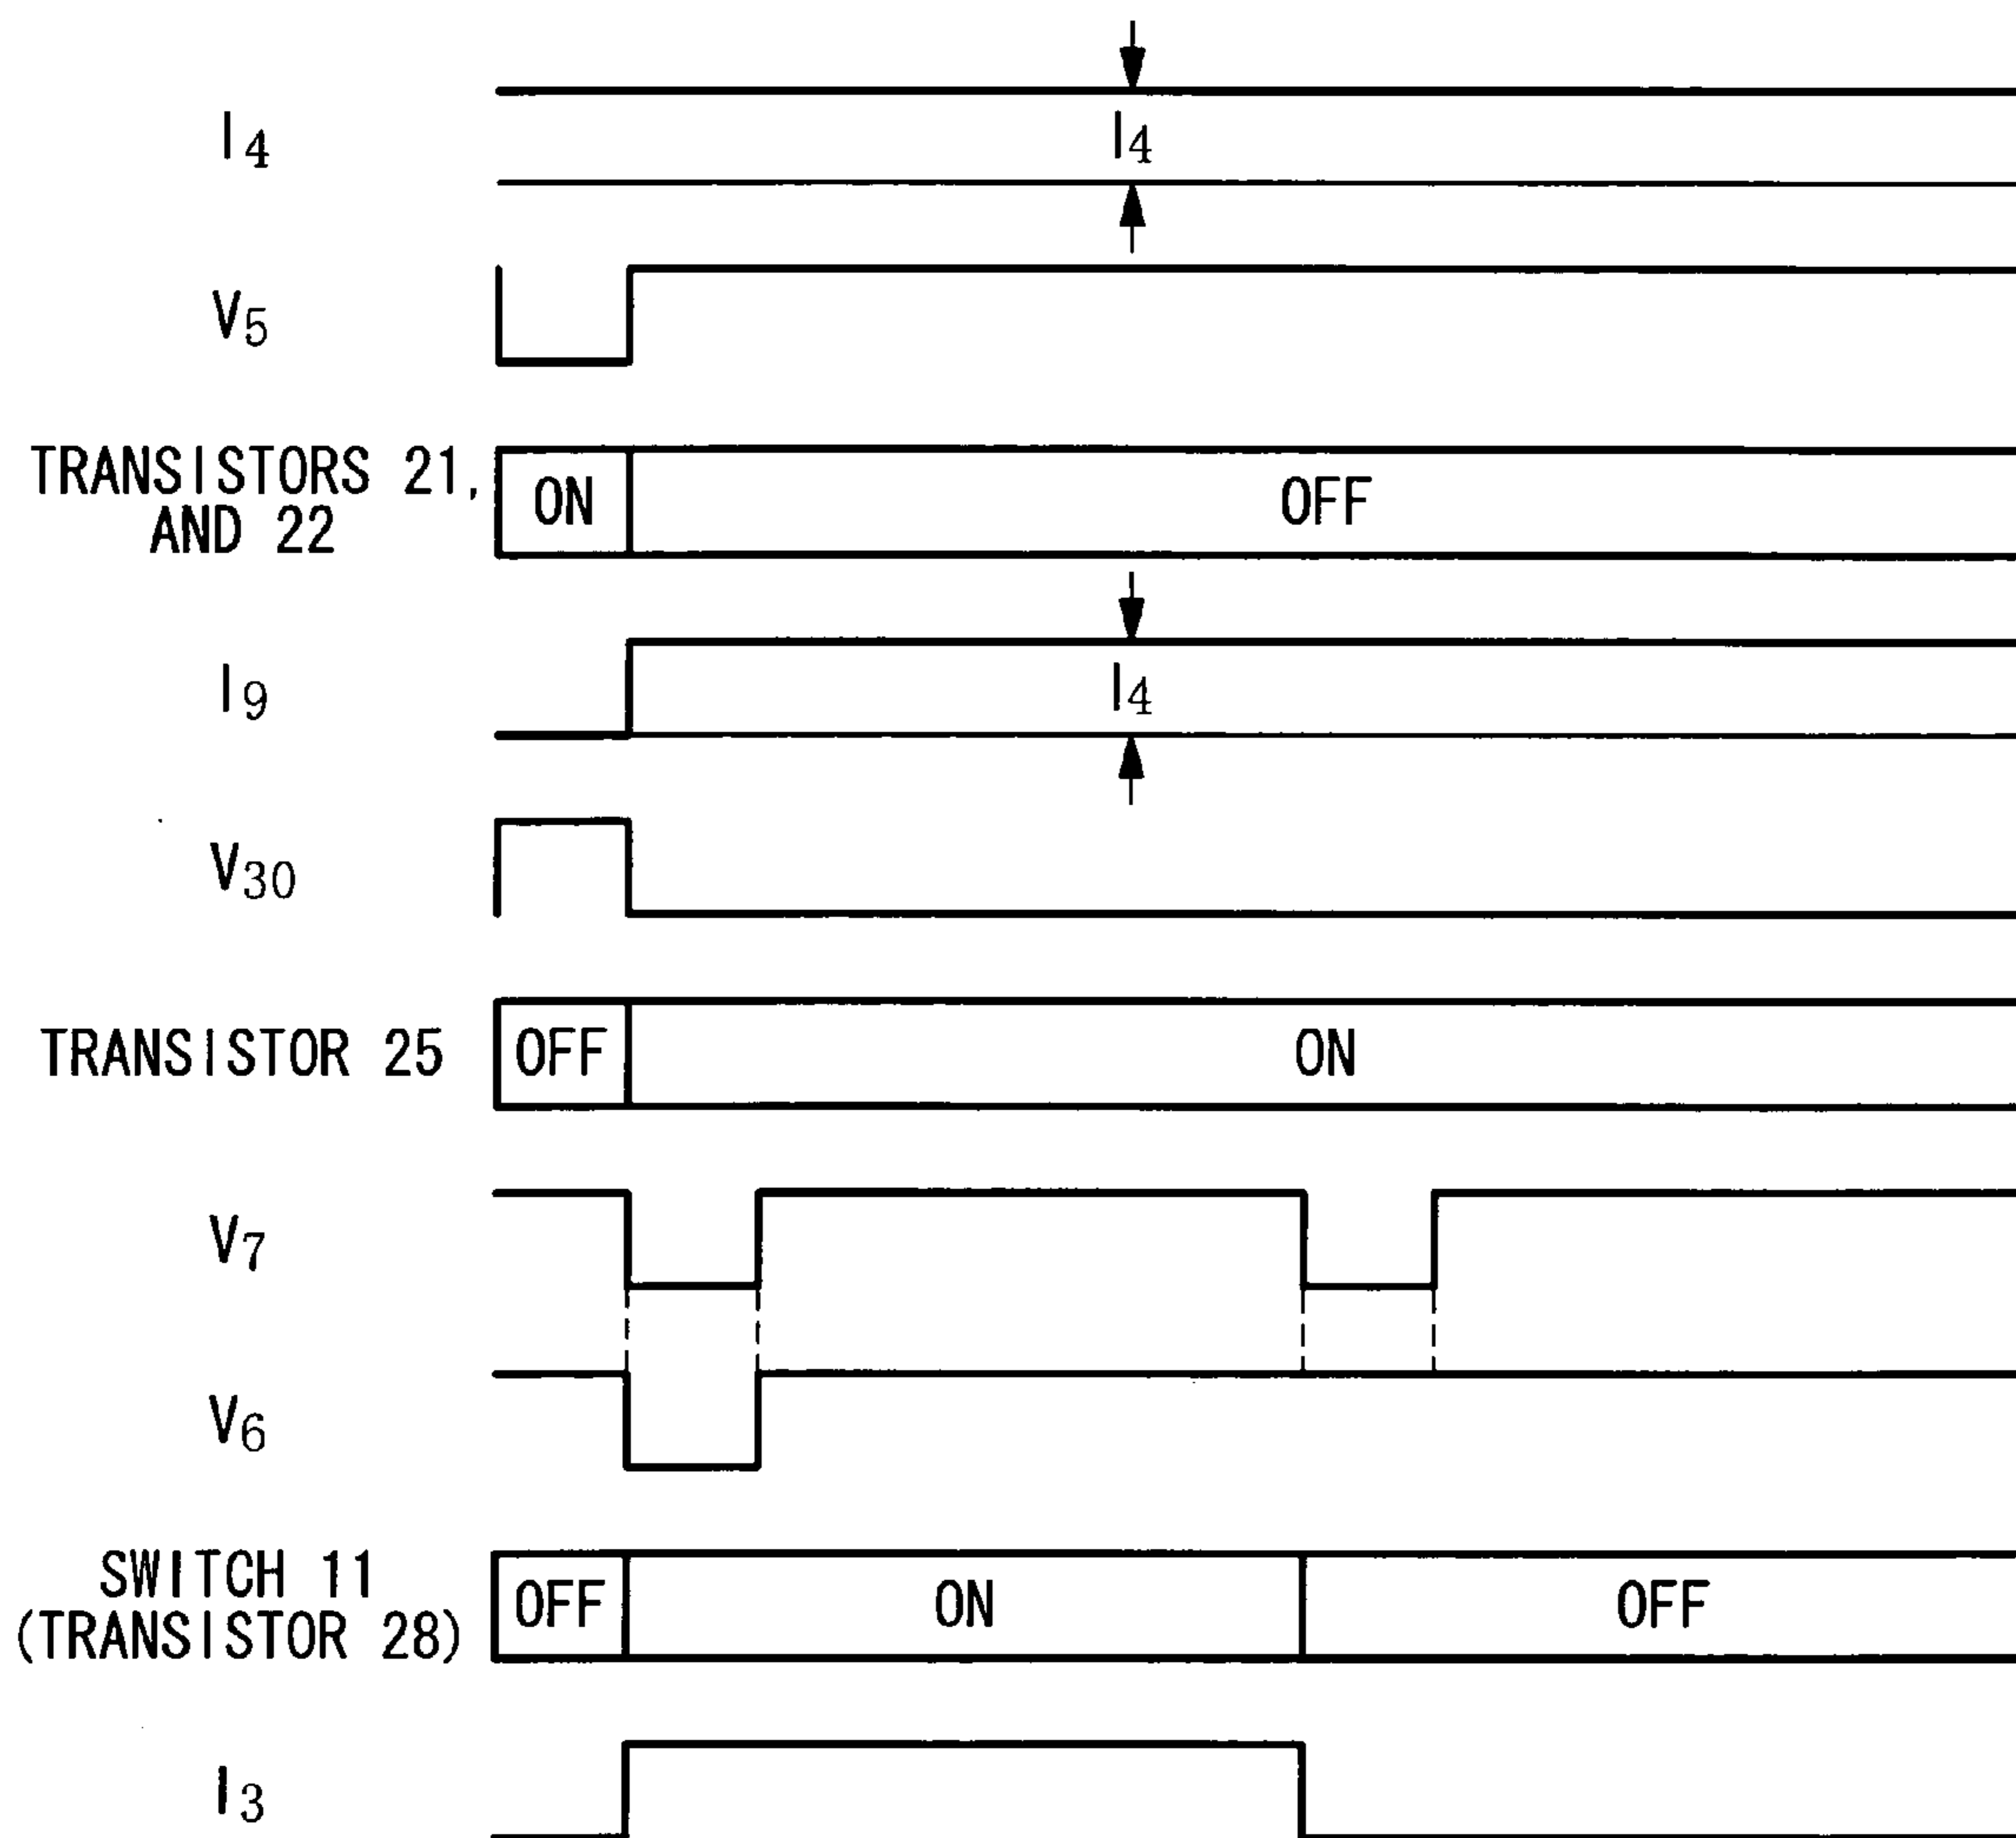 I4
I4
V5
TRANSISTORS 21,
AND 22
ON
OFF
I9
I4
V30
TRANSISTOR 25
OFF
ON
V7
V6
SWITCH 11
(TRANSISTOR 28)
OFF
ON
OFF
I3